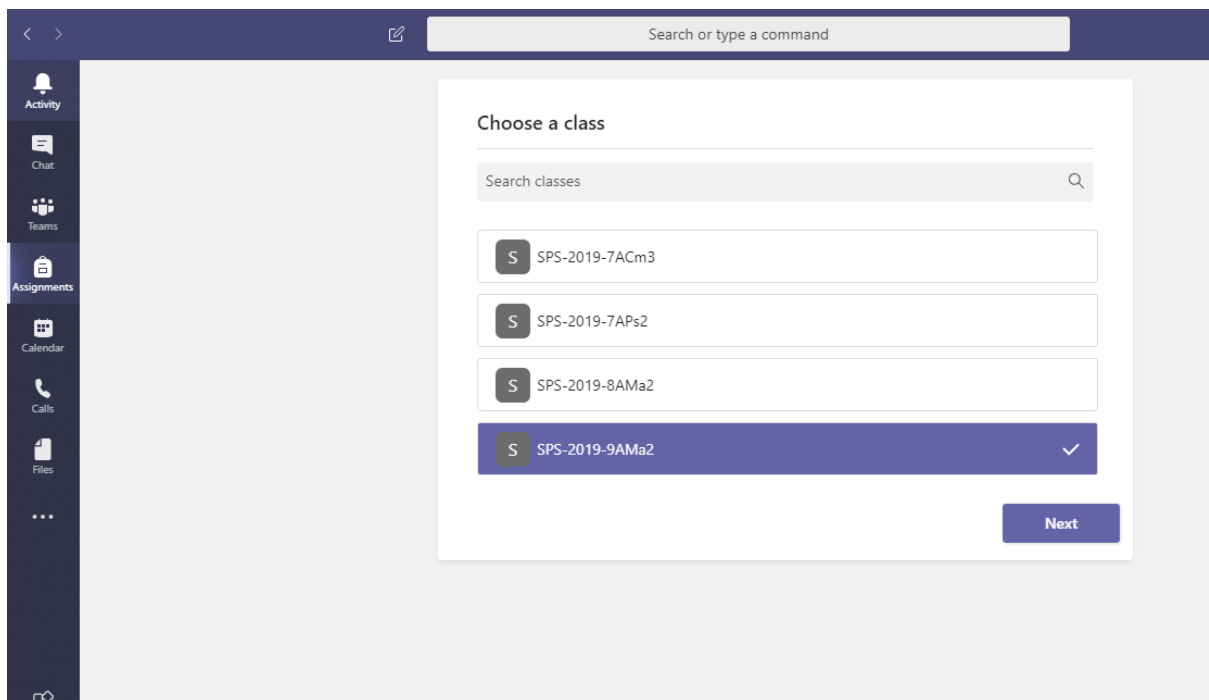 Search or type a command
Activity
Chat
Teams
Assignments
Calendar
Calls
Files
Choose a class
Search classes
S SPS-2019-7ACm3
S SPS-2019-7APs2
S SPS-2019-8AMa2
S SPS-2019-9AMa2
Next